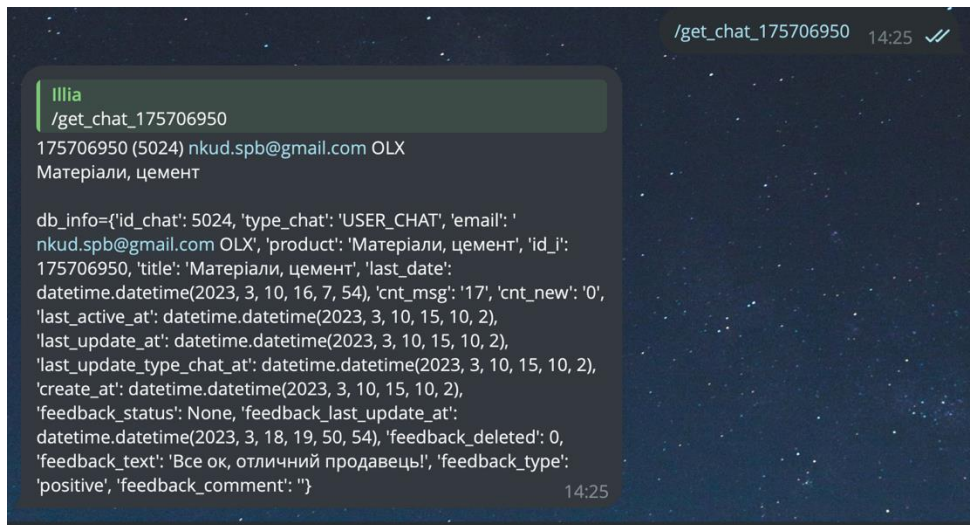 /get_chat_175706950 14:25
Illia
/get_chat_175706950
175706950 (5024) nkud.spb@gmail.com OLX
Матеріали, цемент
db_info={'id_chat': 5024, 'type_chat': 'USER_CHAT', 'email': '
nkud.spb@gmail.com OLX', 'product': 'Матеріали, цемент', 'id_i':
175706950, 'title': 'Матеріали, цемент', 'last_date':
datetime.datetime(2023, 3, 10, 16, 7, 54), 'cnt_msg': '17', 'cnt_new': '0',
'last_active_at': datetime.datetime(2023, 3, 10, 15, 10, 2),
'last_update_at': datetime.datetime(2023, 3, 10, 15, 10, 2),
'last_update_type_chat_at': datetime.datetime(2023, 3, 10, 15, 10, 2),
'create_at': datetime.datetime(2023, 3, 10, 15, 10, 2),
'feedback_status': None, 'feedback_last_update_at':
datetime.datetime(2023, 3, 18, 19, 50, 54), 'feedback_deleted': 0,
'feedback_text': 'Все ок, отличний продавець!', 'feedback_type':
'positive', 'feedback_comment': ''}
14:25